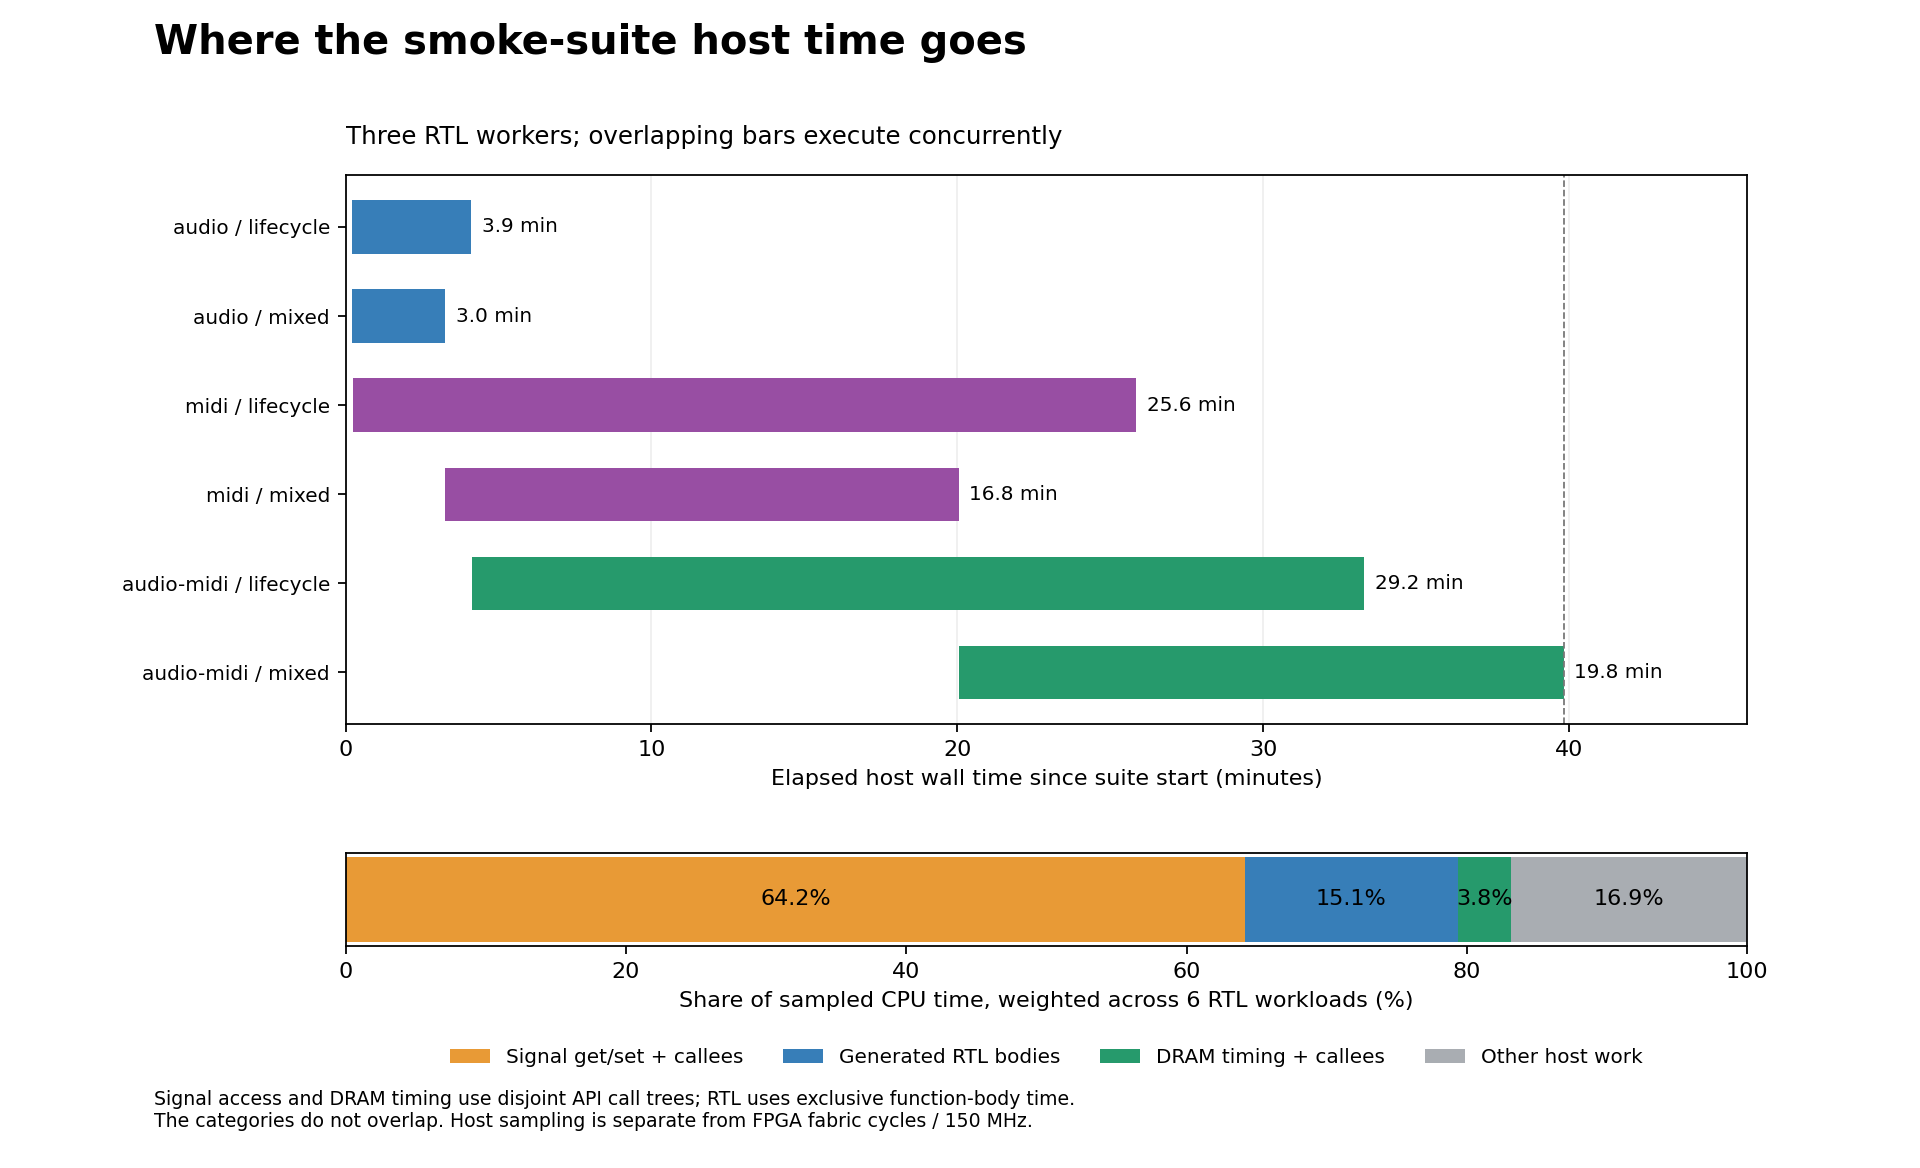 Where the smoke-suite host time goes
Three RTL workers; overlapping bars execute concurrently
audio / lifecycle
3.9 min
audio / mixed
3.0 min
midi / lifecycle
25.6 min
midi / mixed
16.8 min
audio-midi / lifecycle
29.2 min
audio-midi / mixed
19.8 min
0 10 20 30 40
Elapsed host wall time since suite start (minutes)
64.2% 15.1% 3.8% 16.9%
0 20 40 60 80 100
Share of sampled CPU time, weighted across 6 RTL workloads (%)
Signal get/set + callees Generated RTL bodies DRAM timing + callees Other host work
Signal access and DRAM timing use disjoint API call trees; RTL uses exclusive function-body time.
The categories do not overlap. Host sampling is separate from FPGA fabric cycles / 150 MHz.